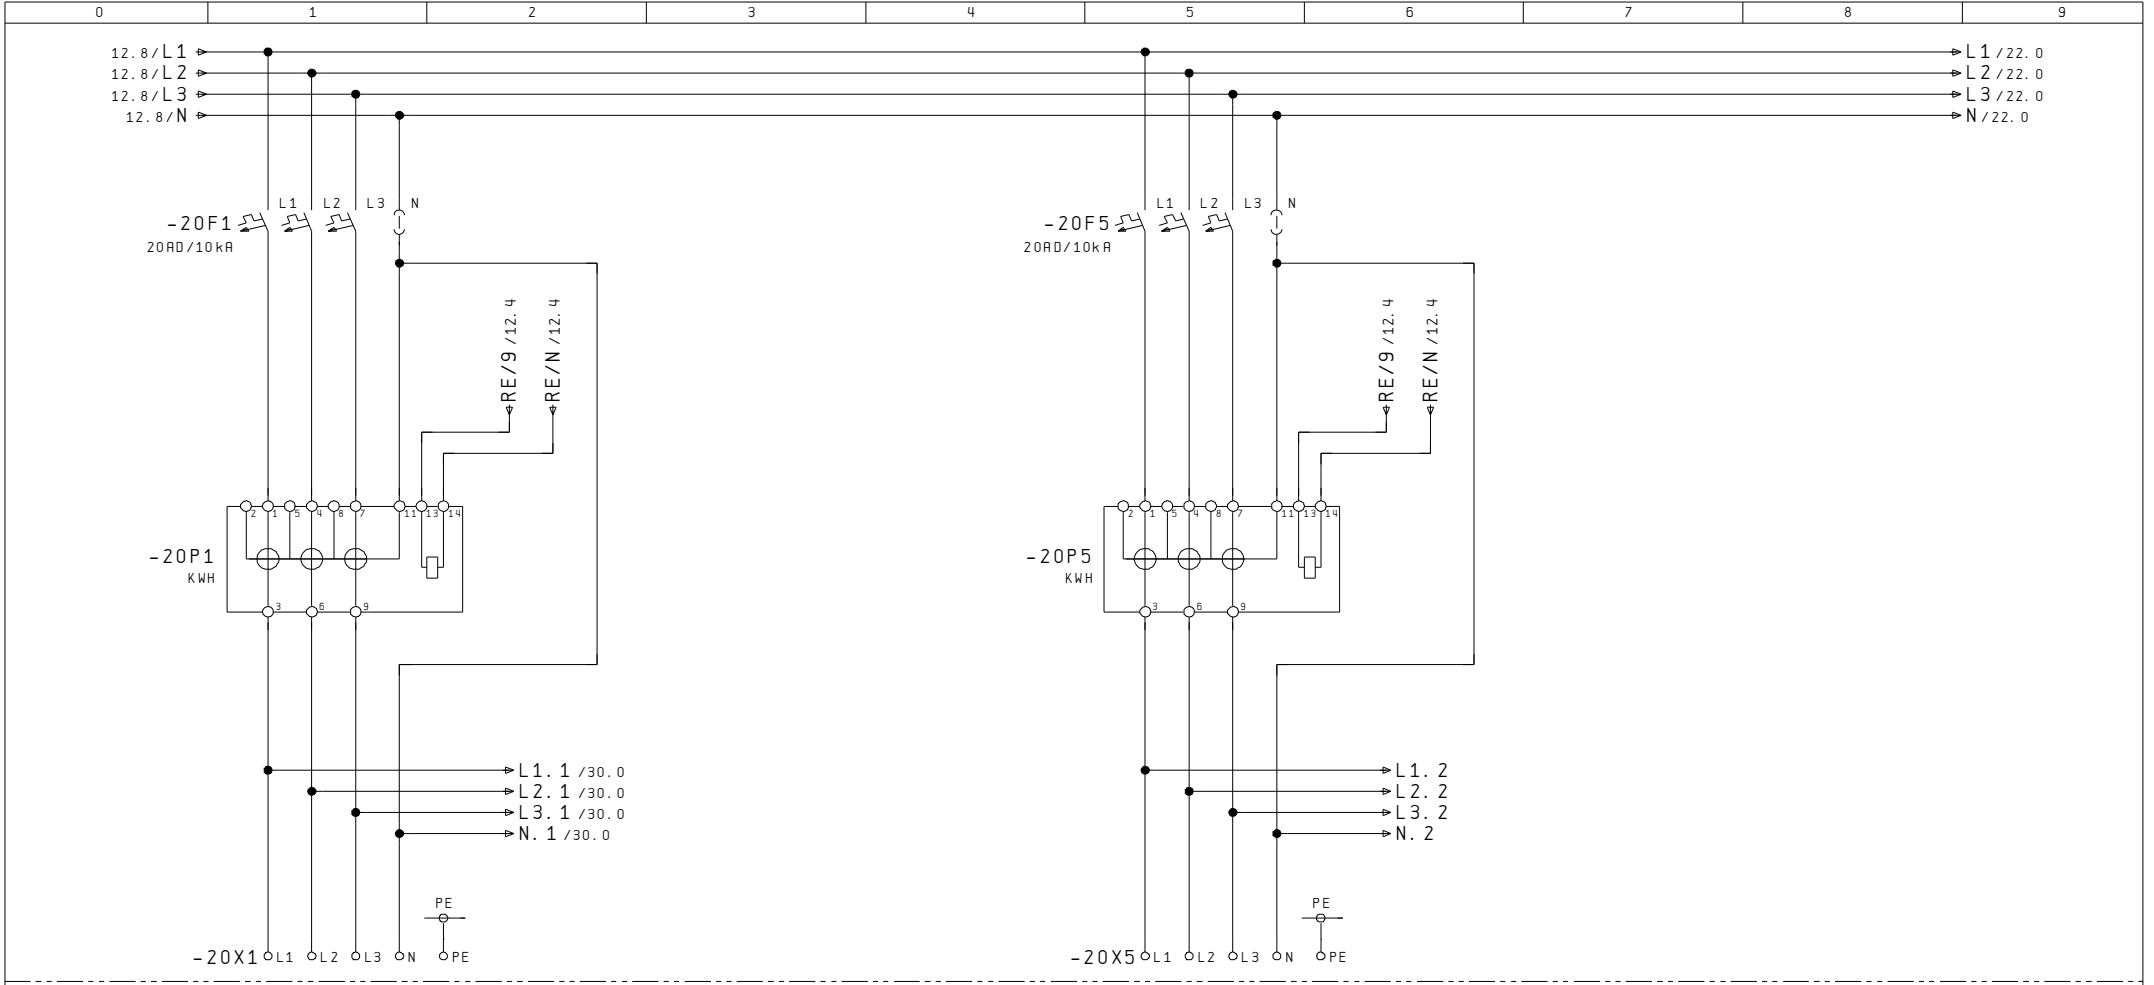 0 1 2 3 4 5 6 7 8 9
12.8/L1 L1/22.0
12.8/L2 L2/22.0
12.8/L3 L3/22.0
12.8/N N/22.0
L1 L2 L3 N L1 L2 L3 N
-20F1 -20F5
20AD/10kA 20AD/10kA
RE/9/12.4 RE/N/12.4 RE/9/12.4 RE/N/12.4
2 1 5 4 8 7 11 13 14 2 1 5 4 8 7 11 13 14
-20P1 -20P5
KWH KWH
3 6 9 3 6 9
L1.1/30.0 L1.2
L2.1/30.0 L2.2
L3.1/30.0 L3.2
N.1/30.0 N.2
PE PE
-20X1 L1 L2 L3 N PE -20X5 L1 L2 L3 N PE